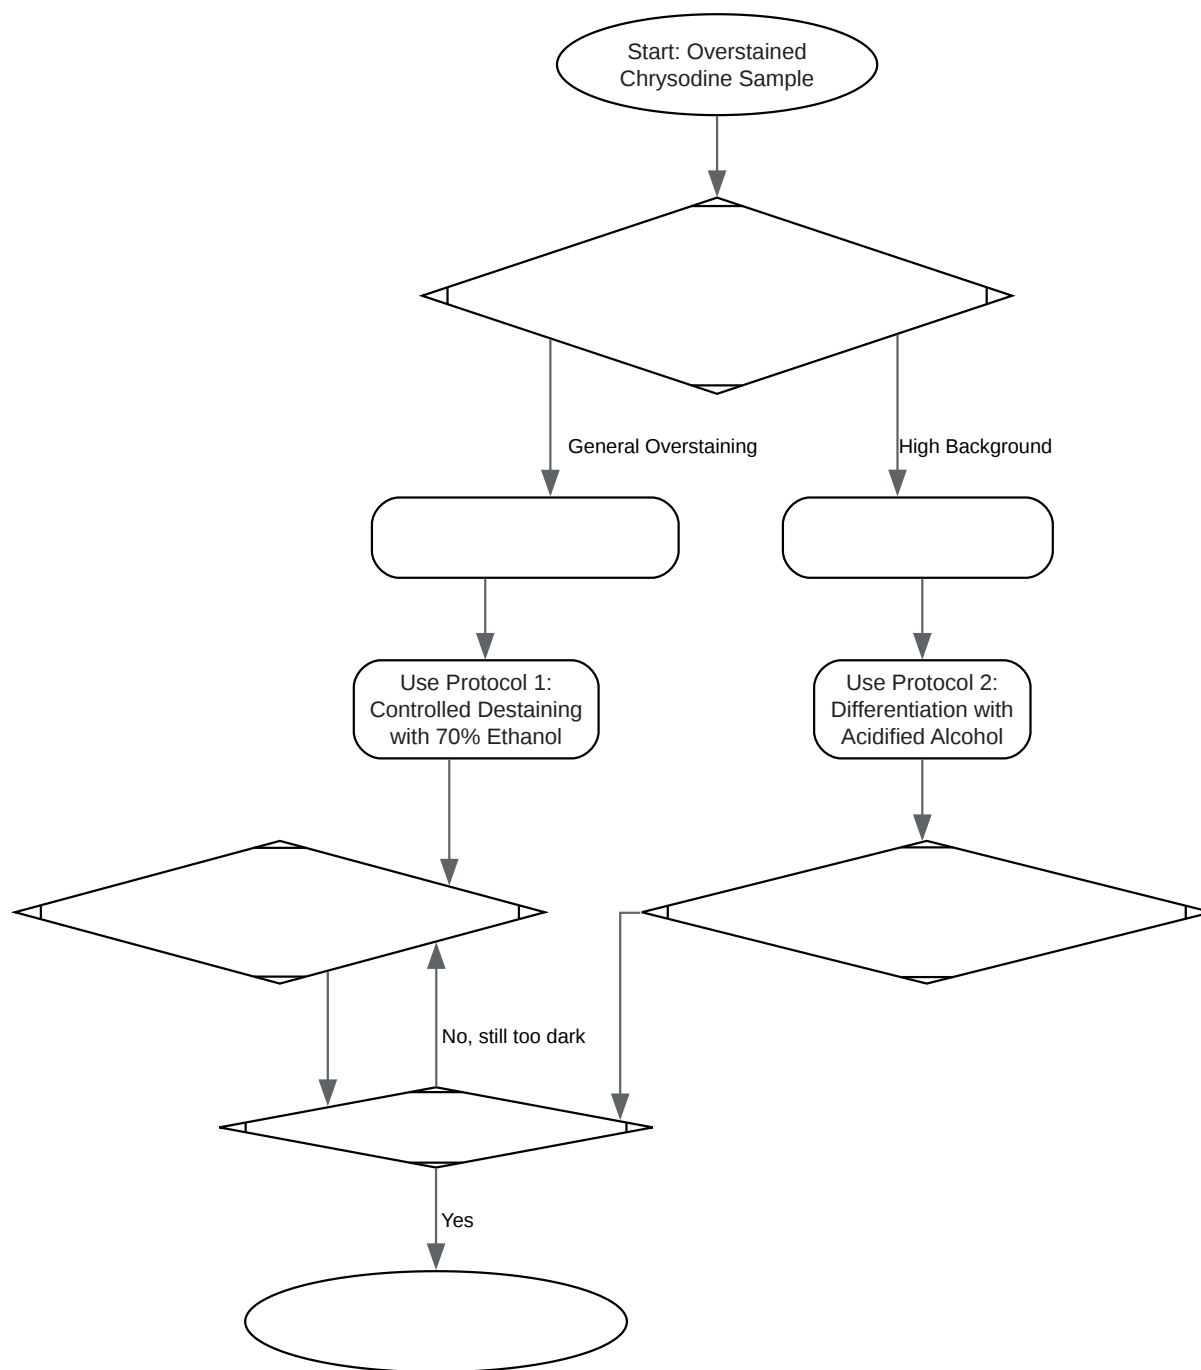 Start: Overstained
Chrysodine Sample
General Overstaining
High Background
Use Protocol 1:
Controlled Destaining
with 70% Ethanol
Use Protocol 2:
Differentiation with
Acidified Alcohol
No, still too dark
Yes